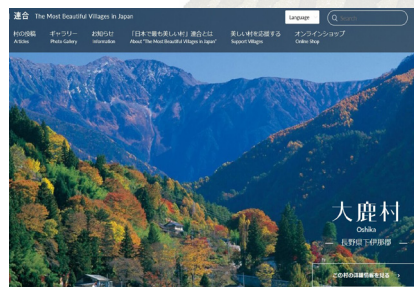 連合 The Most Beautiful Villages in Japan
Language
Search
村の投稿 ギャラリー お知らせ 「日本で最も美しい村」連合とは 美しい村を応援する オンラインショップ
Articles Photo Gallery Information About "The Most Beautiful Villages in Japan" Support Villages Online Shop
大鹿村
Oshika
長野県下伊那郡
この村の詳細情報を見る